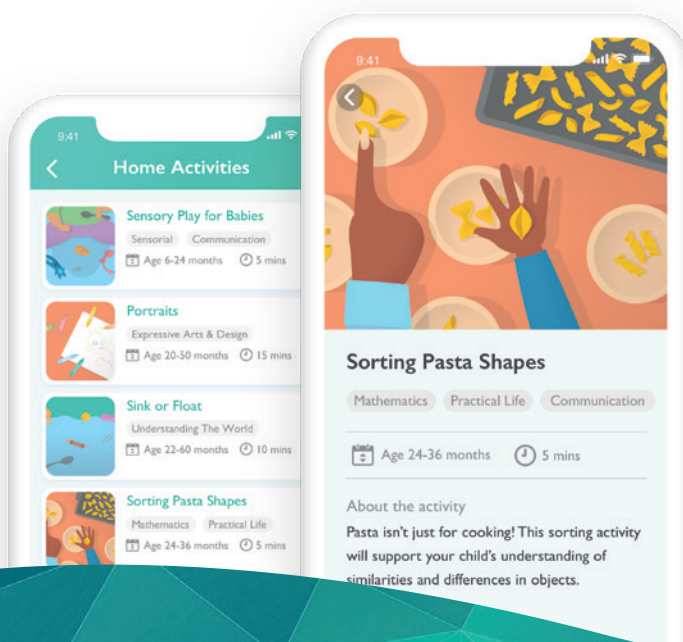 9:41
Home Activities
Sensory Play for Babies
Sensorial Communication
Age 6-24 months 5 mins
Portraits
Expressive Arts & Design
Age 20-50 months 15 mins
Sink or Float
Understanding The World
Age 22-60 months 10 mins
Sorting Pasta Shapes
Mathematics Practical Life
Age 24-36 months 5 mins
9:41
Sorting Pasta Shapes
Mathematics Practical Life Communication
Age 24-36 months 5 mins
About the activity
Pasta isn't just for cooking! This sorting activity
will support your child's understanding of
similarities and differences in objects.